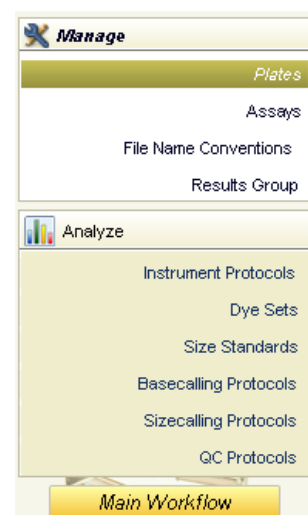 Manage
Plates
Assays
File Name Conventions
Results Group
Analyze
Instrument Protocols
Dye Sets
Size Standards
Basecalling Protocols
Sizecalling Protocols
QC Protocols
Main Workflow